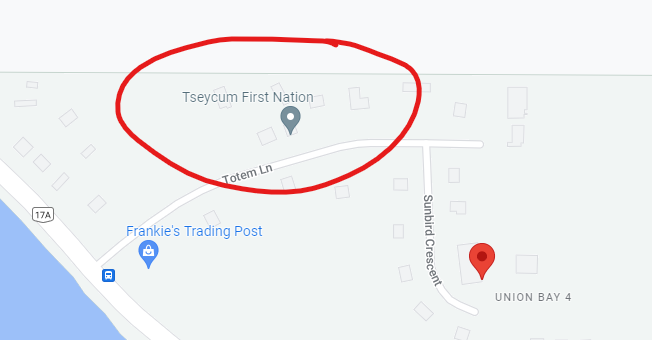 Tseycum First Nation
Totem Ln
17A
Sunbird Crescent
Frankie's Trading Post
UNION BAY 4